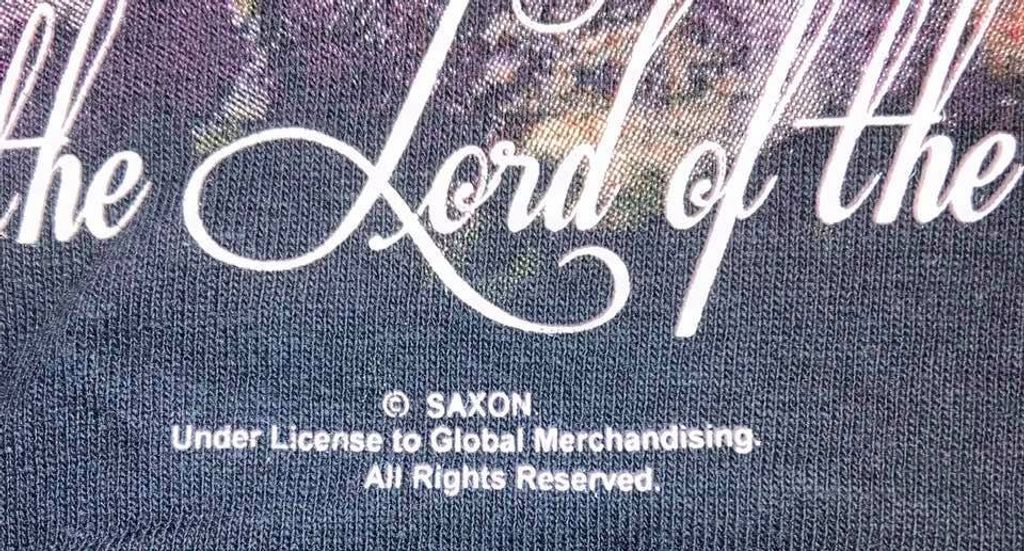 the Lord of the
© SAXON.
Under License to Global Merchandising.
All Rights Reserved.